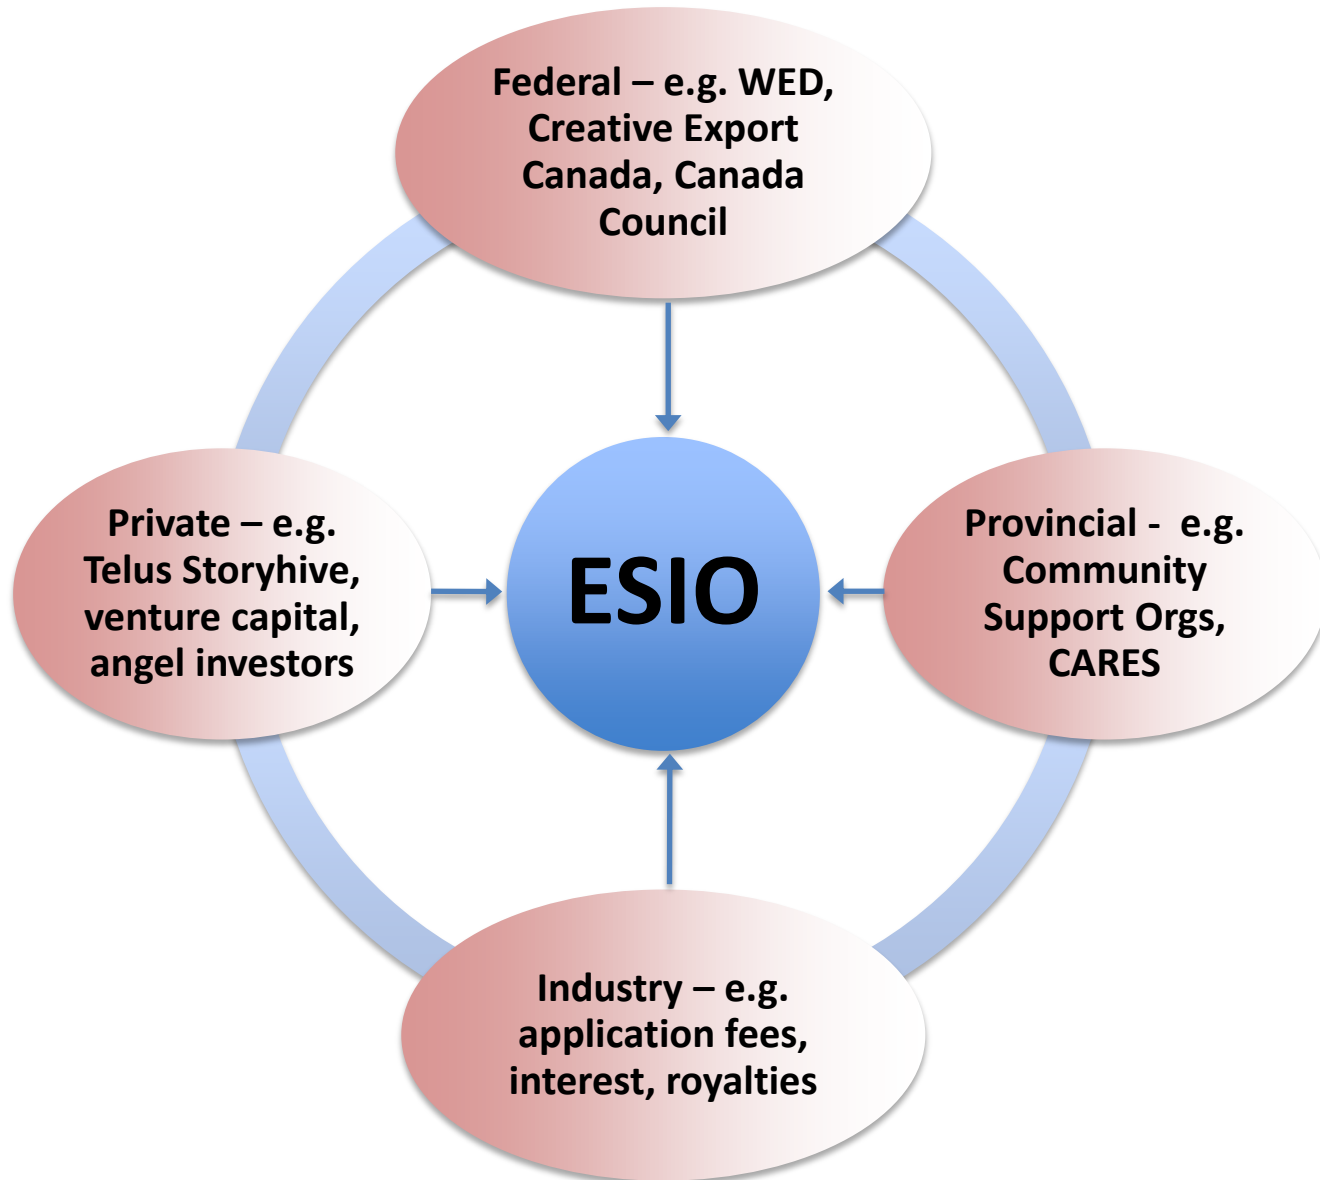 Federal – e.g. WED,
Creative Export
Canada, Canada
Council
Private – e.g.
Telus Storyhive,
venture capital,
angel investors
ESIO
Provincial -  e.g.
Community
Support Orgs,
CARES
Industry – e.g.
application fees,
interest, royalties